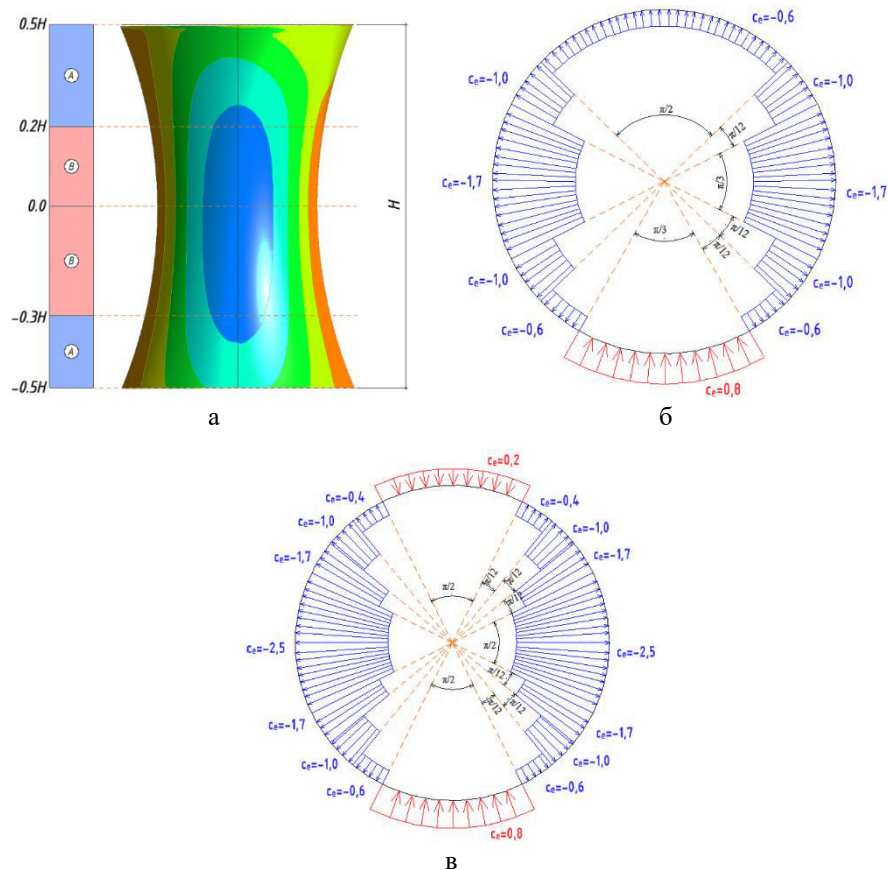 0.5H
A
0.2H
B
0.0
H
B
-0.3H
A
-0.5H
а
cₑ=-0,6
cₑ=-1,0
cₑ=-1,0
π/2
π/12
cₑ=-1,7
π/3
cₑ=-1,7
π/12
π/3
π/12
cₑ=-1,0
cₑ=-1,0
cₑ=-0,6
cₑ=-0,6
cₑ=0,8
б
cₑ=0,2
cₑ=-0,4
cₑ=-0,4
cₑ=-1,0
cₑ=-1,0
cₑ=-1,7
cₑ=-1,7
π/12
π/12
π/2
π/12
cₑ=-2,5
π/2
cₑ=-2,5
π/2
π/12
π/12
π/12
cₑ=-1,7
cₑ=-1,7
cₑ=-1,0
cₑ=-1,0
cₑ=-0,6
cₑ=-0,6
cₑ=0,8
в